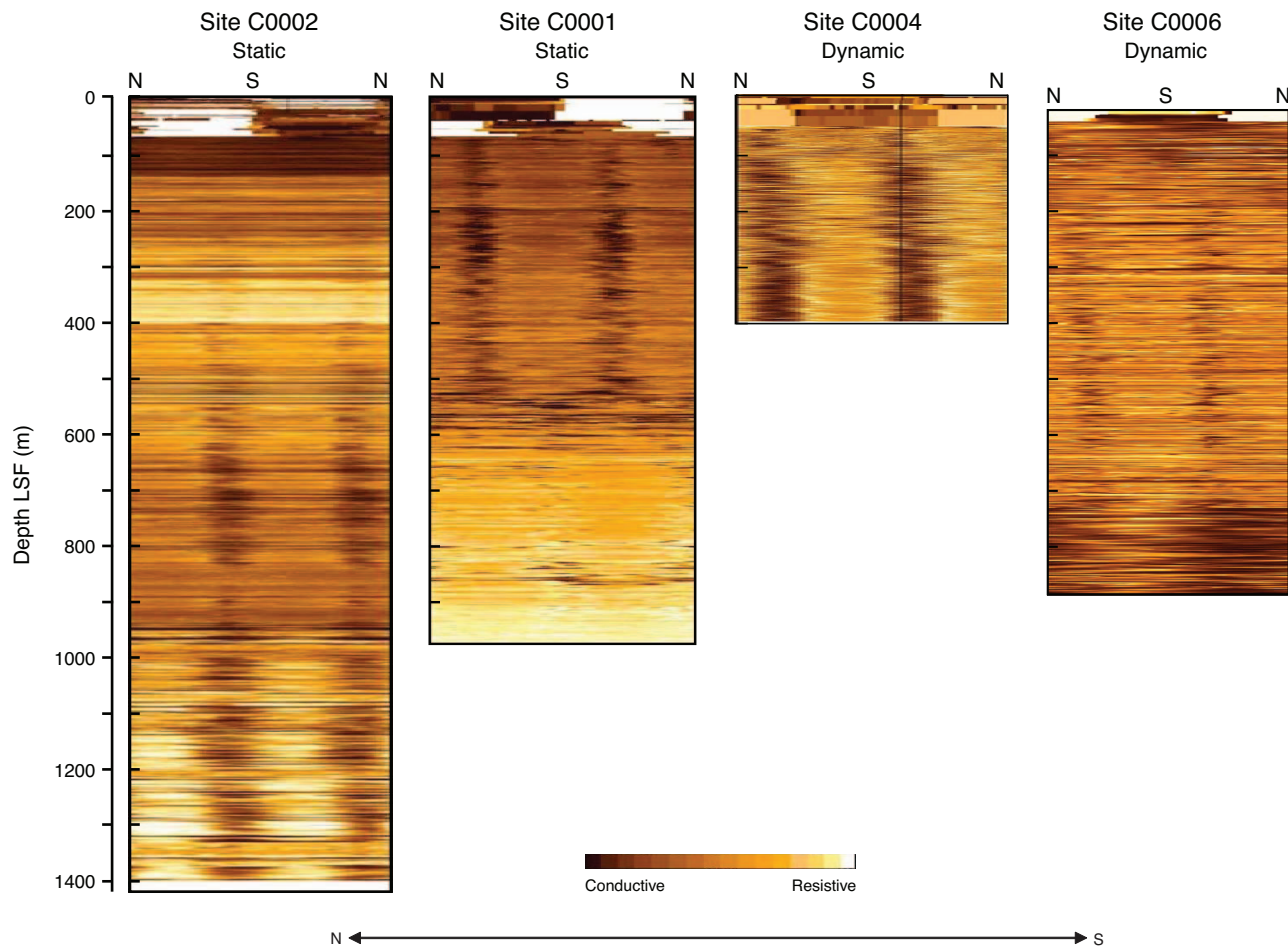 Site C0002 Site C0001 Site C0004 Site C0006
Static Static Dynamic Dynamic
N S N N S N N S N N S N
0
200
400
600
800
1000
1200
1400
Depth LSF (m)
Conductive Resistive
N S